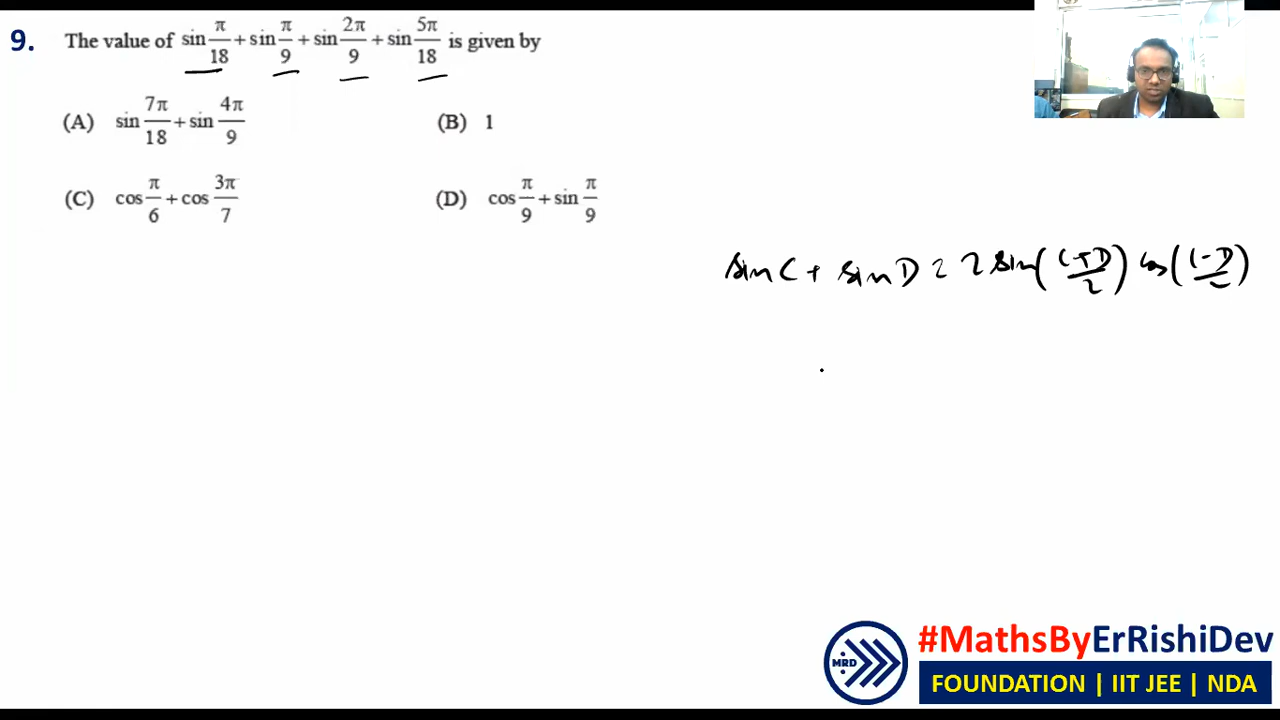 9. The value of sin π/18 + sin π/9 + sin 2π/9 + sin 5π/18 is given by
(A) sin 7π/18 + sin 4π/9 (B) 1
(C) cos π/6 + cos 3π/7 (D) cos π/9 + sin π/9
sin C + sin D = 2 sin((C+D)/2) cos((C-D)/2)
MRD
#MathsByErRishiDev
FOUNDATION | IIT JEE | NDA